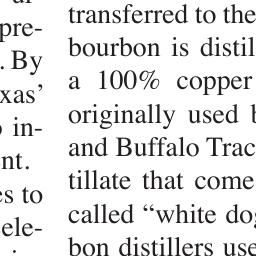 pre-
. By
xas’
in-
nt.
es to
ele-
transferred to the
bourbon is distil
a 100% copper
originally used
and Buffalo Trac
tillate that come
called “white dog
bon distillers use